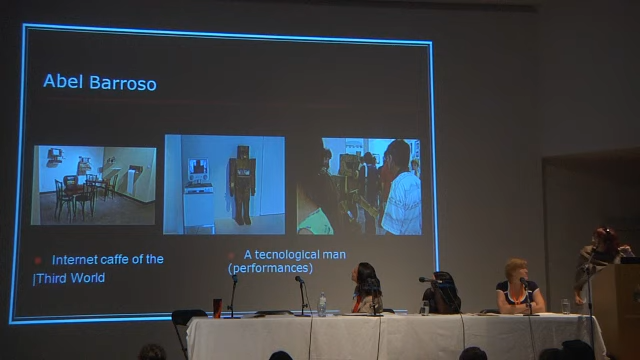 Abel Barroso
Internet caffe of the
Third World
A tecnological man
(performances)